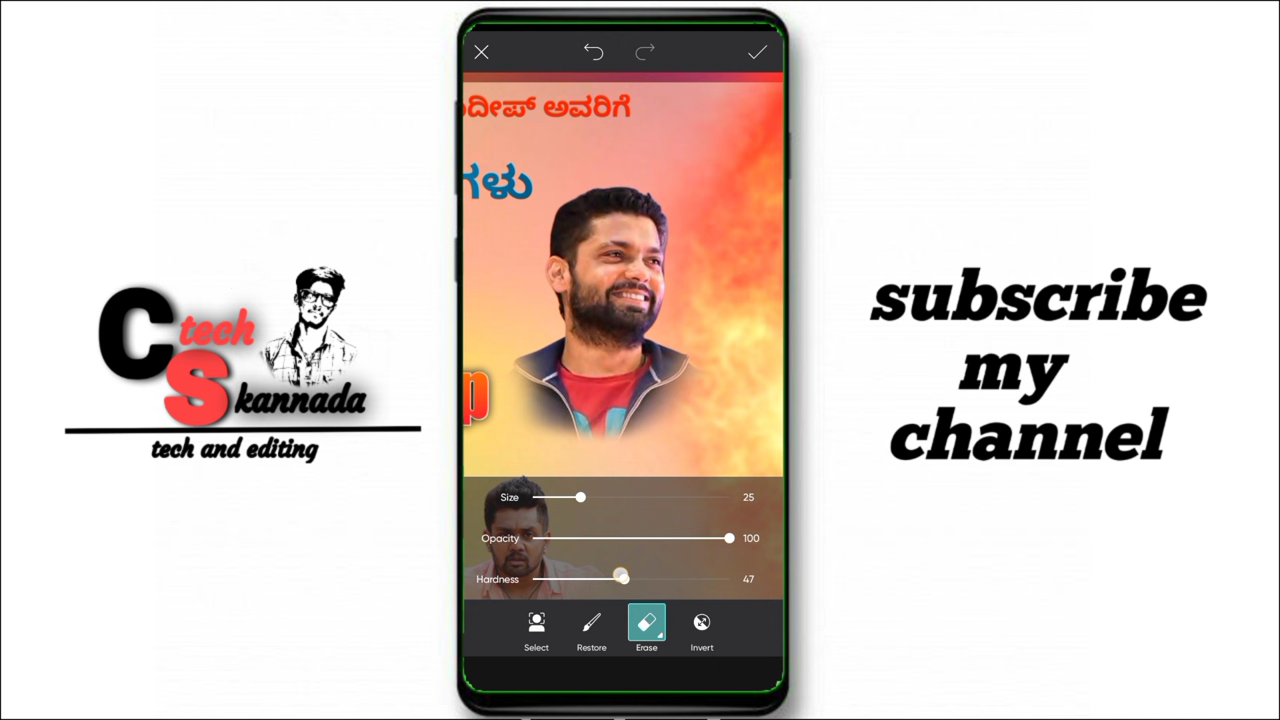 ದೀಪ್ ಅವರಿಗೆ
ಗಳು
p
Size 25
Opacity 100
Hardness 47
Select Restore Erase Invert
C tech
S kannada
tech and editing
subscribe
my
channel